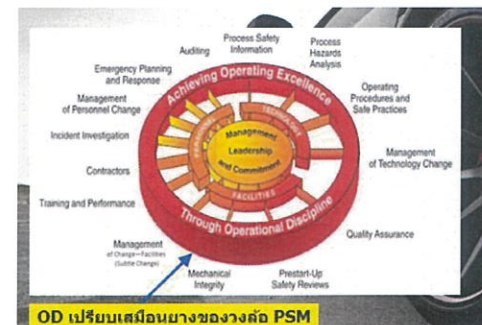 Process Safety
Information
Process
Hazards
Analysis
Auditing
Emergency Planning
and Response
Operating
Procedures and
Safe Practices
Management
of Personnel Change
Incident Investigation
Management
of Technology Change
Contractors
Training and Performance
Quality Assurance
Management
of Change—Facilities
(Subtle Change)
Mechanical
Integrity
Prestart-Up
Safety Reviews
Achieving Operating Excellence
TECHNOLOGY
Management
Leadership
and Commitment
FACILITIES
Through Operational Discipline
OD เปรียบเสมือนยางของวงล้อ PSM